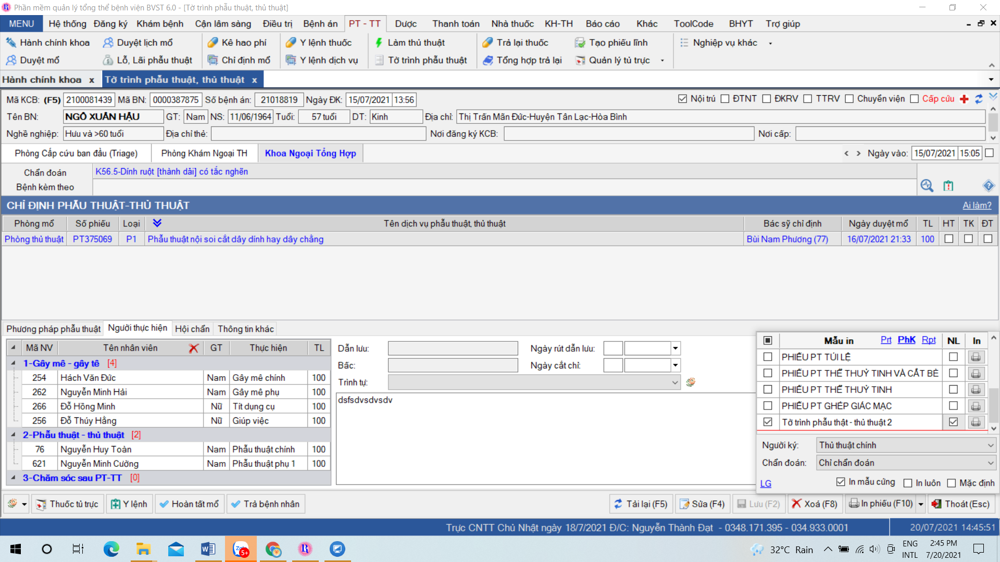 Phần mềm quản lý tổng thể bệnh viện BVST 6.0 - [Tờ trình phẫu thuật, thủ thuật]
MENU Hệ thống Đăng ký Khám bệnh Cận lâm sàng Điều trị Bệnh án PT - TT Dược Thanh toán Nhà thuốc KH-TH Báo cáo Khác ToolCode BHYT Trợ giúp
Hành chính khoa Duyệt lịch mổ Kê hao phí Y lệnh thuốc Làm thủ thuật Trả lại thuốc Tạo phiếu lĩnh Nghiệp vụ khác
Duyệt mổ Lỗ, Lãi phẫu thuật Chỉ định mổ Y lệnh dịch vụ Tờ trình phẫu thuật Tổng hợp trả lại Quản lý tủ trực
Hành chính khoa x Tờ trình phẫu thuật, thủ thuật x
Mã KCB: (F5) 2100081439 Mã BN: 0000387875 Số bệnh án: 21018819 Ngày ĐK: 15/07/2021 13:56 Nội trú ĐTNT ĐKRV TTRV Chuyển viện Cấp cứu
Tên BN: NGÔ XUÂN HẬU GT: Nam NS: 11/06/1964 Tuổi: 57 tuổi DT: Kinh Địa chỉ: Thị Trấn Mãn Đức-Huyện Tân Lạc-Hòa Bình
Nghề nghiệp: Hưu và >60 tuổi Địa chỉ thẻ: Nơi đăng ký KCB: Nơi cấp:
Phòng Cấp cứu ban đầu (Triage) Phòng Khám Ngoại TH Khoa Ngoại Tổng Hợp < > Ngày vào: 15/07/2021 15:05
Chẩn đoán K56.5-Dính ruột [thành dải] có tắc nghẽn
Bệnh kèm theo
CHỈ ĐỊNH PHẪU THUẬT-THỦ THUẬT Ai làm?
Phòng mổ Số phiếu Loại Tên dịch vụ phẫu thuật, thủ thuật Bác sỹ chỉ định Ngày duyệt mổ TL HT TK ĐT
Phòng thủ thuật PT375069 P1 Phẫu thuật nội soi cắt dây dính hay dây chằng Bùi Nam Phương (77) 16/07/2021 21:33 100
Phương pháp phẫu thuật Người thực hiện Hội chẩn Thông tin khác
Mã NV Tên nhân viên GT Thực hiện TL
1-Gây mê - gây tê [4]
254 Hách Văn Đức Nam Gây mê chính 100
262 Nguyễn Minh Hải Nam Gây mê phụ 100
266 Đỗ Hồng Minh Nữ Tít dụng cụ 100
256 Đỗ Thúy Hằng Nữ Giúp việc 100
2-Phẫu thuật - thủ thuật [2]
76 Nguyễn Huy Toàn Nam Phẫu thuật chính 100
621 Nguyễn Minh Cường Nam Phẫu thuật phụ 1 100
3-Chăm sóc sau PT-TT [0]
Dẫn lưu: Ngày rút dẫn lưu:
Bấc: Ngày cắt chỉ:
Trình tự:
dsfsdvsdvsdv
Mẫu in Prt PhK Rpt NL In
PHIẾU PT TÚI LỆ
PHIẾU PT THỂ THUỶ TINH VÀ CẮT BÈ
PHIẾU PT THỂ THUỶ TINH
PHIẾU PT GHÉP GIÁC MẠC
Tờ trình phẫu thật - thủ thuật 2
Người ký: Thủ thuật chính
Chẩn đoán: Chỉ chẩn đoán
LG In mẫu cứng In luôn Mặc định
Thuốc tủ trực Y lệnh Hoàn tất mổ Trả bệnh nhân Tải lại (F5) Sửa (F4) Lưu (F2) Xoá (F8) In phiếu (F10) Thoát (Esc)
Trực CNTT Chủ Nhật ngày 18/7/2021 Đ/C: Nguyễn Thành Đạt - 0348.171.395 - 034.933.0001 20/07/2021 14:45:51
5+ 32°C Rain ENG INTL 2:45 PM 7/20/2021